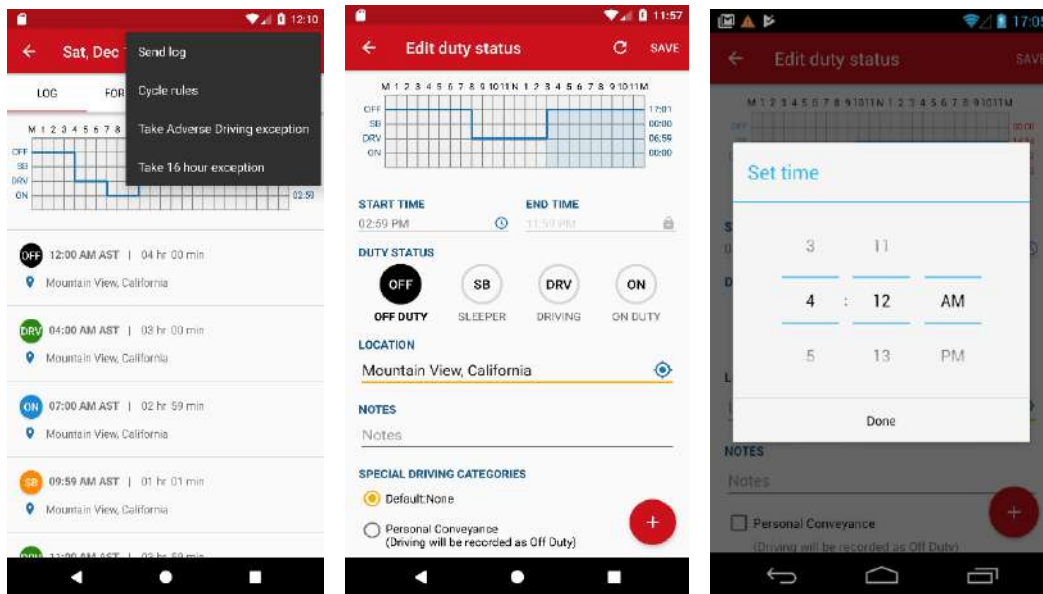 12:10
Sat, Dec
Send log
Cycle rules
Take Adverse Driving exception
Take 16 hour exception
LOG
FOR
M 1 2 3 4 5 6 7 8
OFF
SB
DRV
ON
02:59
OFF 12:00 AM AST | 04 hr 00 min
Mountain View, California
DRV 04:00 AM AST | 03 hr 00 min
Mountain View, California
ON 07:00 AM AST | 02 hr 59 min
Mountain View, California
SB 09:59 AM AST | 01 hr 01 min
Mountain View, California
11:57
Edit duty status
C SAVE
M 1 2 3 4 5 6 7 8 9 10 11 N 1 2 3 4 5 6 7 8 9 10 11 M
OFF 17:01
SB 00:00
DRV 06:59
ON 00:00
START TIME
END TIME
02:59 PM
11:59 PM
DUTY STATUS
OFF
SB
DRV
ON
OFF DUTY
SLEEPER
DRIVING
ON DUTY
LOCATION
Mountain View, California
NOTES
Notes
SPECIAL DRIVING CATEGORIES
Default:None
Personal Conveyance
(Driving will be recorded as Off Duty)
+
17:05
Edit duty status
SAVE
M 1 2 3 4 5 6 7 8 9 10 11 N 1 2 3 4 5 6 7 8 9 10 11 M
00:00
Set time
3 11
4 : 12 AM
5 13 PM
Done
NOTES
Notes
Personal Conveyance
(Driving will be recorded as Off Duty)
+